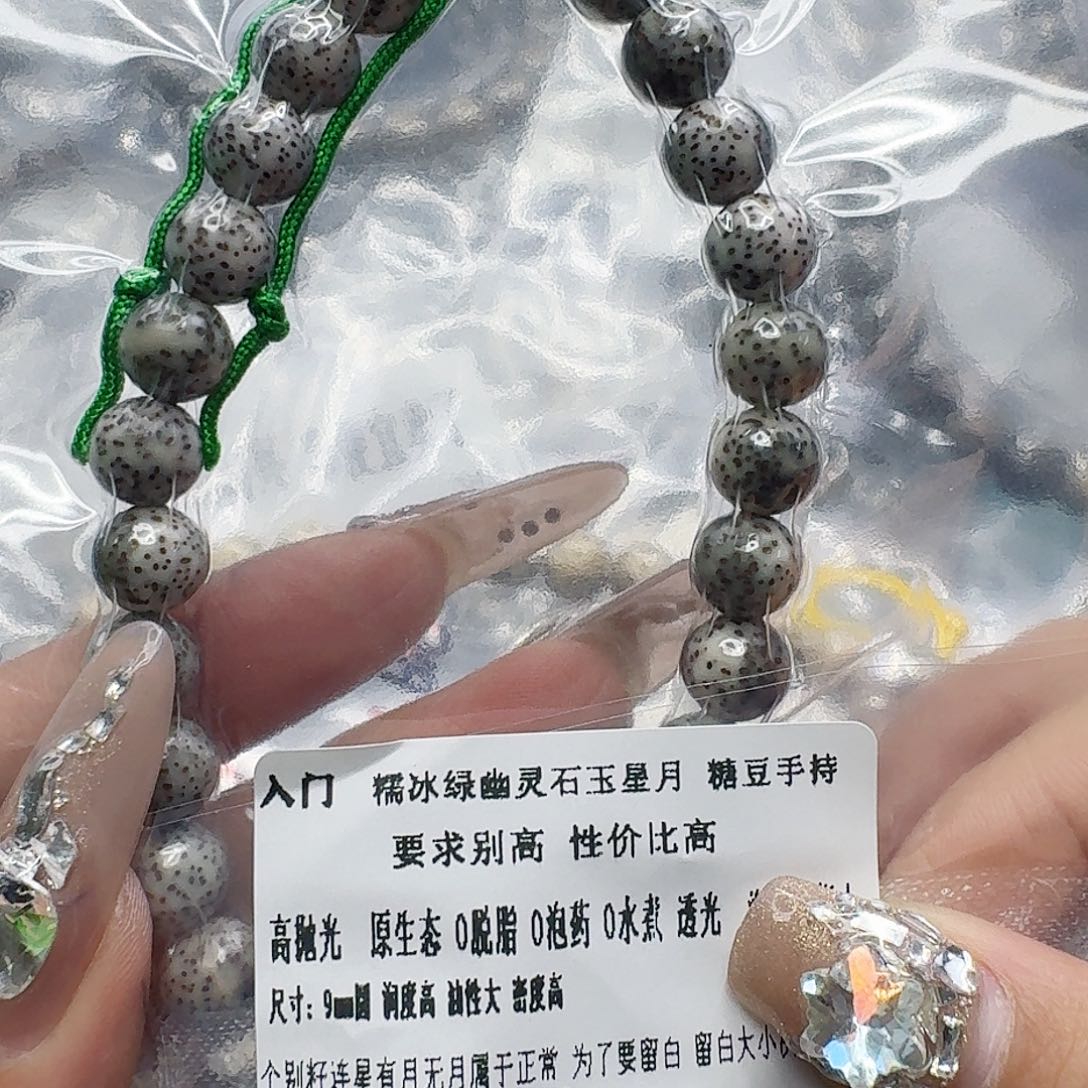 入门 糯冰绿幽灵石玉星月 糖豆手持
要求别高 性价比高
高抛光 原生态 0脱脂 0泡药 0水煮 透光
尺寸：9mm圆 润度高 油性大 密度高
个别籽连星有月无月属于正常 为了要留白 留白大小